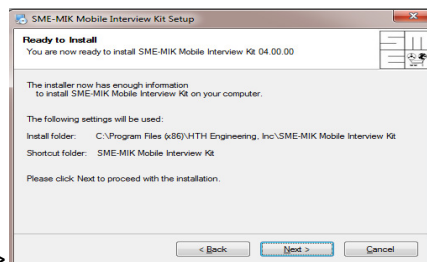 SME-MIK Mobile Interview Kit Setup
Ready to Install
You are now ready to install SME-MIK Mobile Interview Kit 04.00.00
The installer now has enough information
to install SME-MIK Mobile Interview Kit on your computer.
The following settings will be used:
Install folder: C:\Program Files (x86)\HTH Engineering, Inc\SME-MIK Mobile Interview Kit
Shortcut folder: SME-MIK Mobile Interview Kit
Please click Next to proceed with the installation.
< Back Next > Cancel